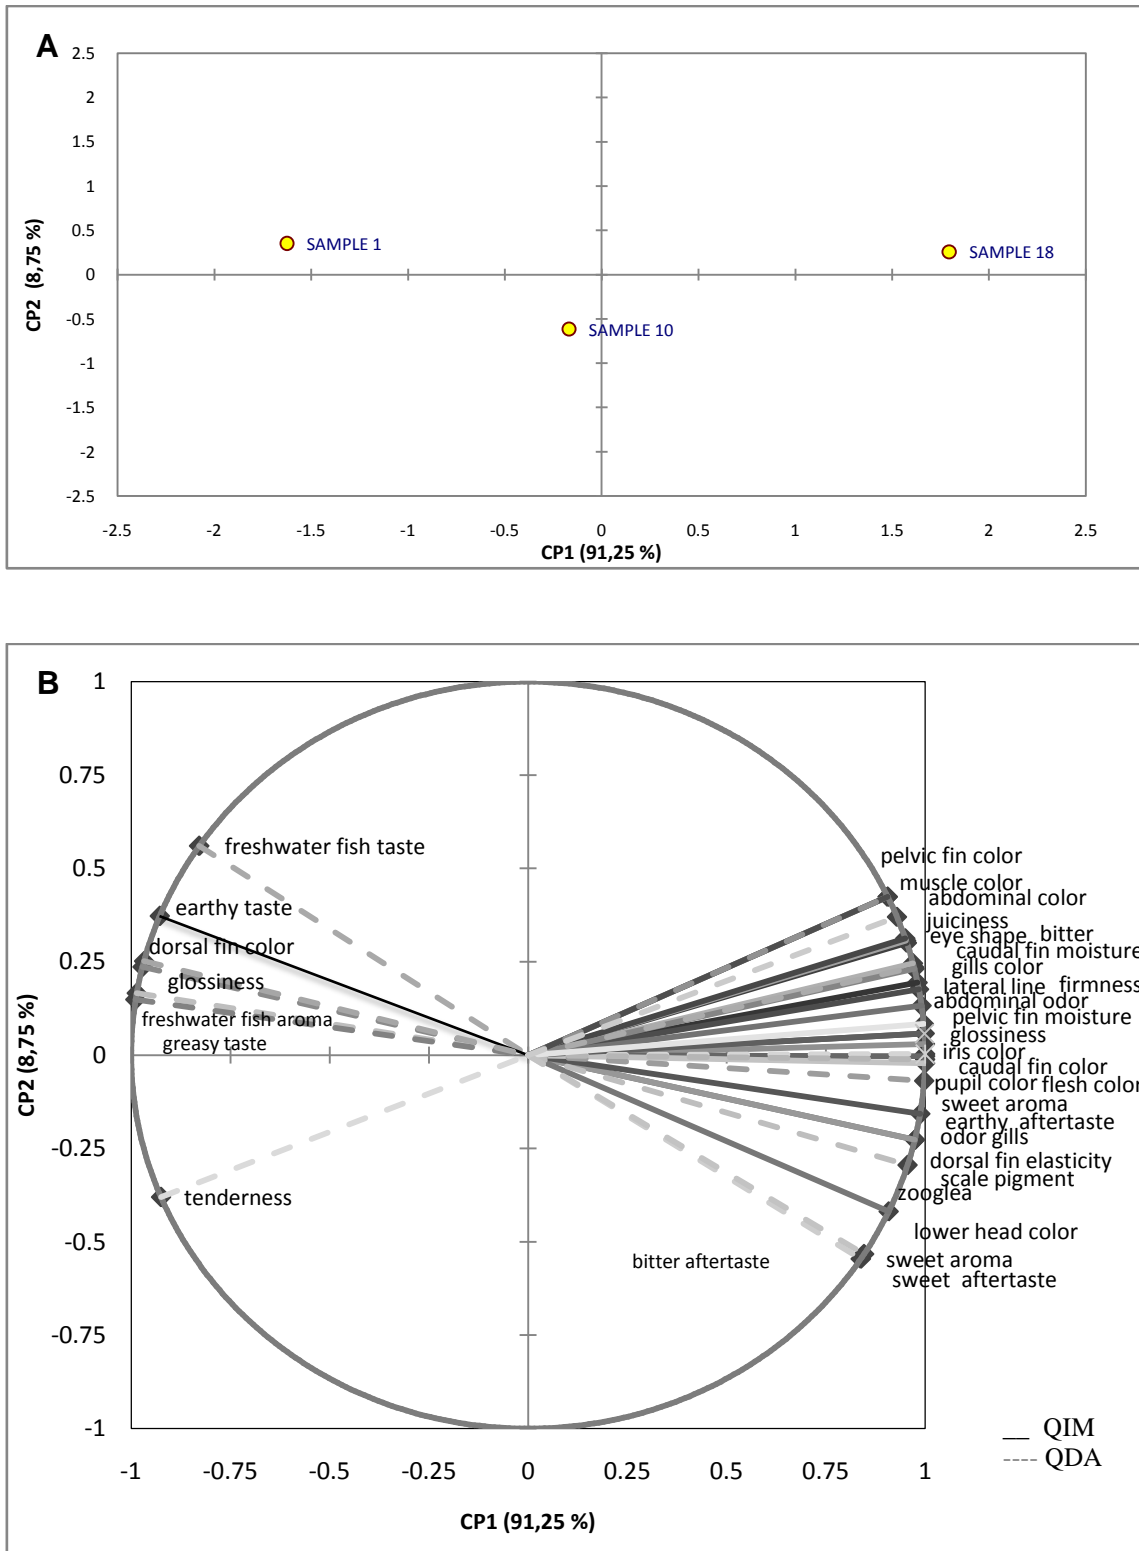 A
2.5
2
1.5
1
0.5
0
-0.5
-1
-1.5
-2
-2.5
CP2 (8,75 %)
SAMPLE 1
SAMPLE 18
SAMPLE 10
-2.5 -2 -1.5 -1 -0.5 0 0.5 1 1.5 2 2.5
CP1 (91,25 %)
B
1
0.75
0.5
0.25
0
-0.25
-0.5
-0.75
-1
CP2 (8,75 %)
freshwater fish taste
earthy taste
dorsal fin color
glossiness
freshwater fish aroma
greasy taste
tenderness
pelvic fin color
muscle color
abdominal color
juiciness
eye shape bitter
caudal fin moisture
gills color
lateral line firmness
abdominal odor
pelvic fin moisture
glossiness
iris color
caudal fin color
pupil color flesh color
sweet aroma
earthy aftertaste
odor gills
dorsal fin elasticity
scale pigment
zooglea
lower head color
bitter aftertaste
sweet aroma
sweet aftertaste
__ QIM
----- QDA
-1 -0.75 -0.5 -0.25 0 0.25 0.5 0.75 1
CP1 (91,25 %)